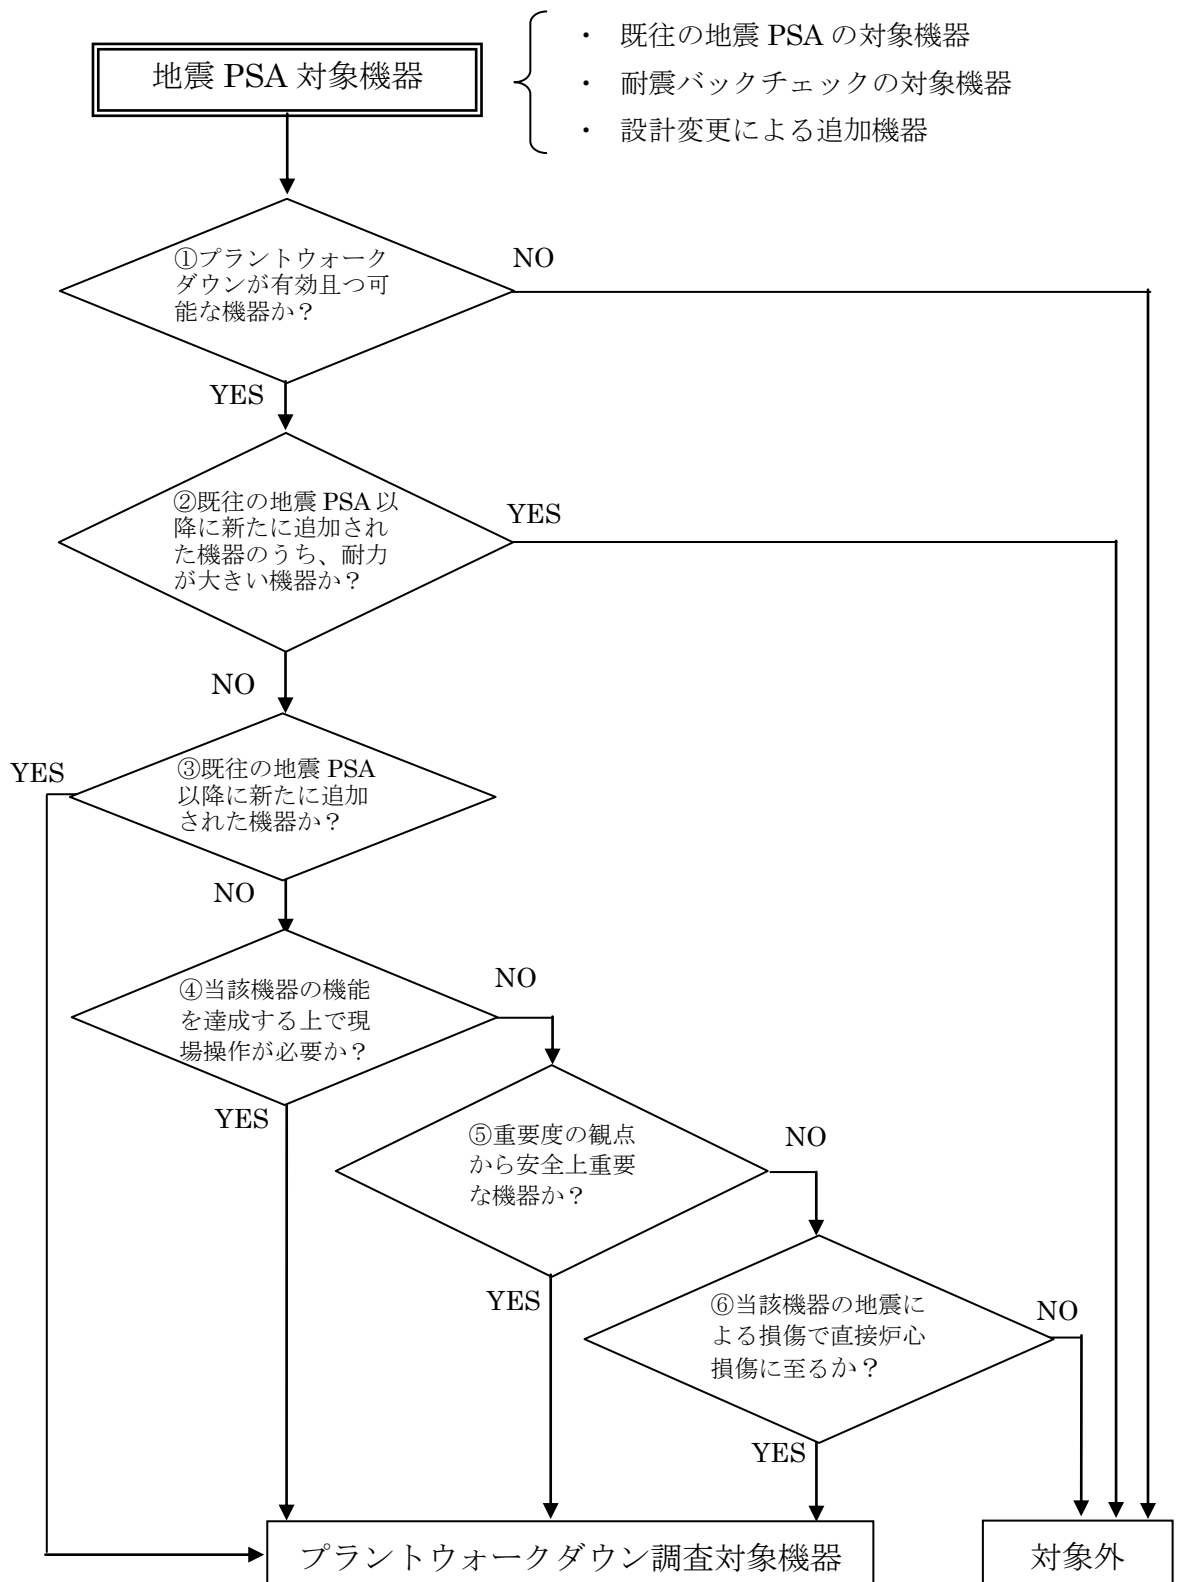 地震 PSA 対象機器
・ 既往の地震 PSA の対象機器
・ 耐震バックチェックの対象機器
・ 設計変更による追加機器
①プラントウォーク
ダウンが有効且つ可
能な機器か？
NO
YES
②既往の地震 PSA 以
降に新たに追加され
た機器のうち、耐力
が大きい機器か？
YES
NO
③既往の地震 PSA
以降に新たに追加
された機器か？
YES
NO
④当該機器の機能
を達成する上で現
場操作が必要か？
NO
YES
⑤重要度の観点
から安全上重要
な機器か？
NO
YES
⑥当該機器の地震に
よる損傷で直接炉心
損傷に至るか？
NO
YES
プラントウォークダウン調査対象機器
対象外